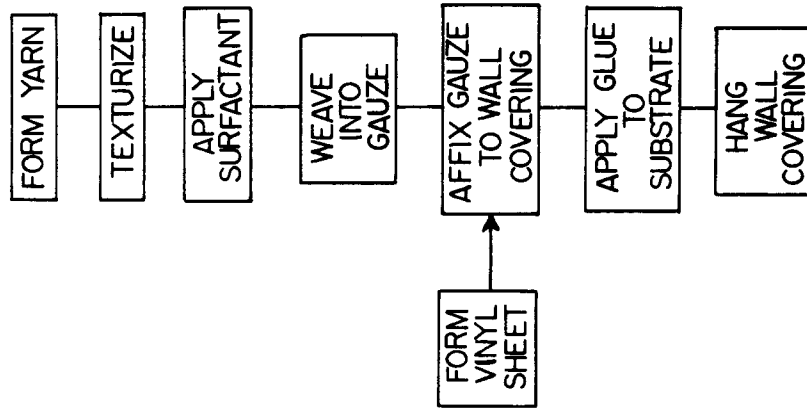 FORM YARN
TEXTURIZE
APPLY
SURFACTANT
WEAVE
INTO
GAUZE
FORM
VINYL
SHEET
AFFIX GAUZE
TO WALL
COVERING
APPLY GLUE
TO
SUBSTRATE
HANG
WALL
COVERING